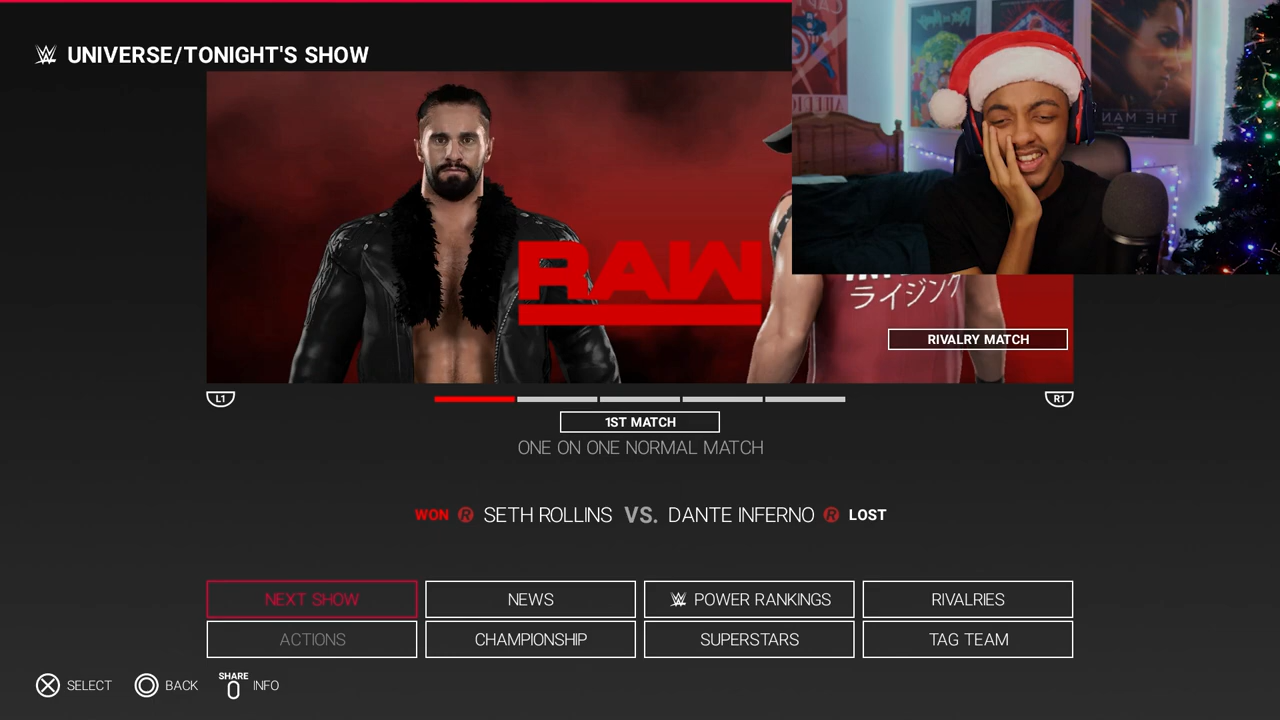 UNIVERSE/TONIGHT'S SHOW
THE MAN
RAW
ライジング
RIVALRY MATCH
L1
R1
1ST MATCH
ONE ON ONE NORMAL MATCH
WON R SETH ROLLINS VS. DANTE INFERNO R LOST
NEXT SHOW
NEWS
POWER RANKINGS
RIVALRIES
ACTIONS
CHAMPIONSHIP
SUPERSTARS
TAG TEAM
SELECT
BACK
SHARE
INFO